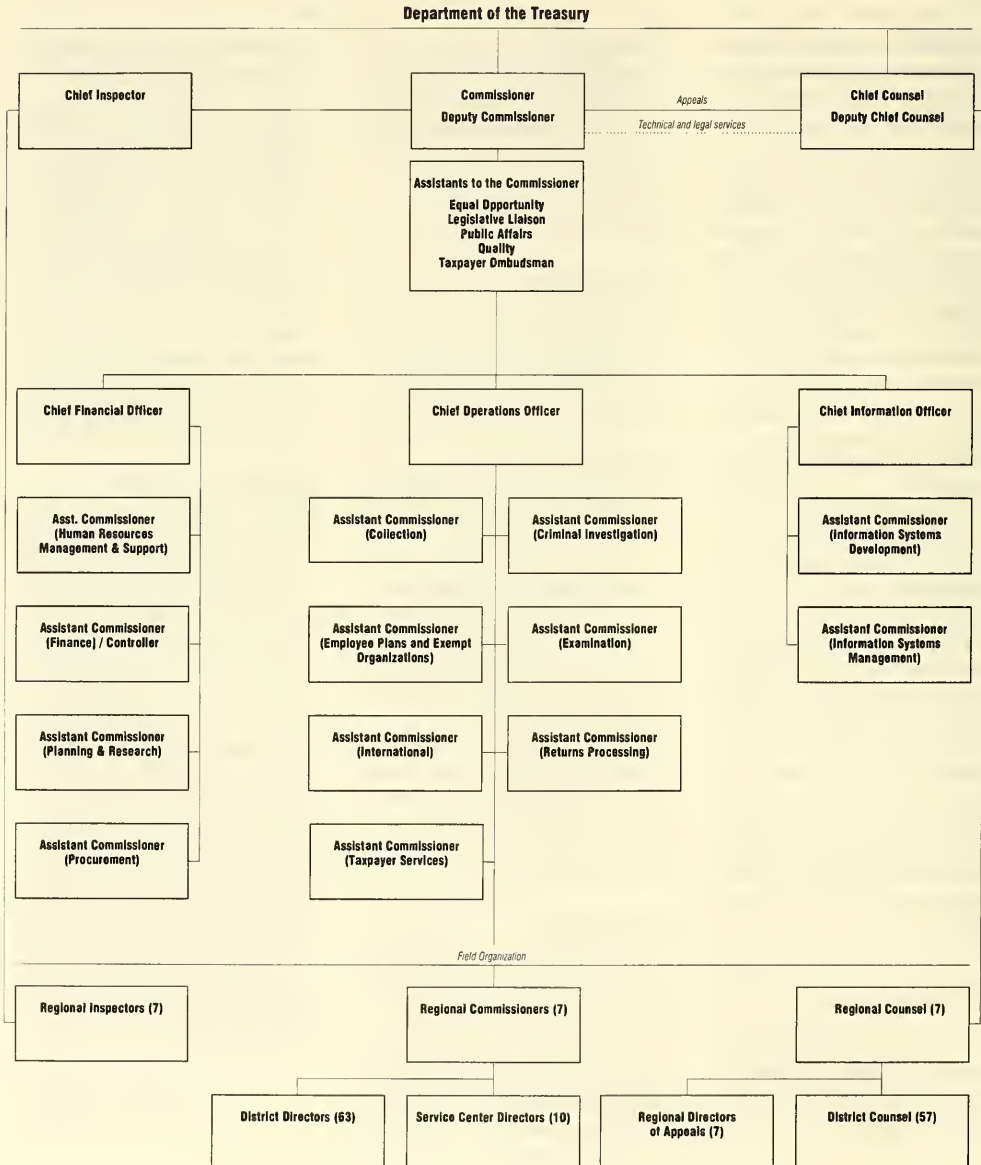 Department of the Treasury
Chief Inspector
Commissioner
Deputy Commissioner
Appeals
Technical and legal services
Chief Counsel
Deputy Chief Counsel
Assistants to the Commissioner
Equal Opportunity
Legislative Liaison
Public Affairs
Quality
Taxpayer Ombudsman
Chief Financial Officer
Chief Operations Officer
Chief Information Officer
Asst. Commissioner
(Human Resources
Management & Support)
Assistant Commissioner
(Collection)
Assistant Commissioner
(Criminal Investigation)
Assistant Commissioner
(Information Systems
Development)
Assistant Commissioner
(Finance) / Controller
Assistant Commissioner
(Employee Plans and Exempt
Organizations)
Assistant Commissioner
(Examination)
Assistant Commissioner
(Information Systems
Management)
Assistant Commissioner
(Planning & Research)
Assistant Commissioner
(International)
Assistant Commissioner
(Returns Processing)
Assistant Commissioner
(Procurement)
Assistant Commissioner
(Taxpayer Services)
Field Organization
Regional Inspectors (7)
Regional Commissioners (7)
Regional Counsel (7)
District Directors (63)
Service Center Directors (10)
Regional Directors
of Appeals (7)
District Counsel (57)